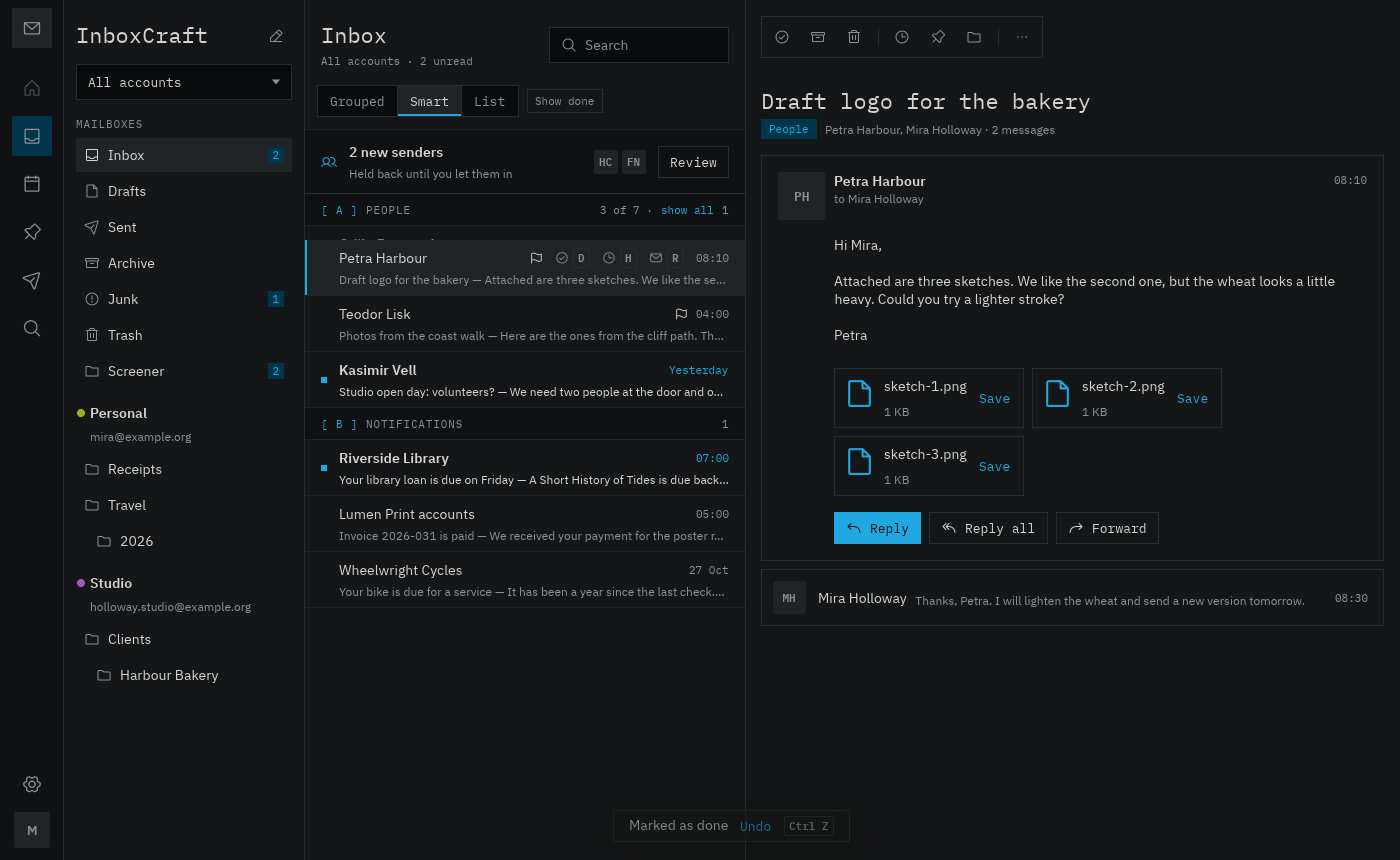 InboxCraft
All accounts
MAILBOXES
Inbox 2
Drafts
Sent
Archive
Junk 1
Trash
Screener 2
Personal
mira@example.org
Receipts
Travel
2026
Studio
holloway.studio@example.org
Clients
Harbour Bakery
M
Inbox
All accounts · 2 unread
Search
Grouped Smart List Show done
2 new senders
Held back until you let them in
HC FN Review
[ A ] PEOPLE 3 of 7 · show all 1
Petra Harbour D H R 08:10
Draft logo for the bakery — Attached are three sketches. We like the se…
Teodor Lisk 04:00
Photos from the coast walk — Here are the ones from the cliff path. Th…
Kasimir Vell Yesterday
Studio open day: volunteers? — We need two people at the door and o…
[ B ] NOTIFICATIONS 1
Riverside Library 07:00
Your library loan is due on Friday — A Short History of Tides is due back…
Lumen Print accounts 05:00
Invoice 2026-031 is paid — We received your payment for the poster r…
Wheelwright Cycles 27 Oct
Your bike is due for a service — It has been a year since the last check.…
Draft logo for the bakery
People Petra Harbour, Mira Holloway · 2 messages
PH Petra Harbour 08:10
to Mira Holloway
Hi Mira,
Attached are three sketches. We like the second one, but the wheat looks a little
heavy. Could you try a lighter stroke?
Petra
sketch-1.png 1 KB Save
sketch-2.png 1 KB Save
sketch-3.png 1 KB Save
Reply Reply all Forward
MH Mira Holloway Thanks, Petra. I will lighten the wheat and send a new version tomorrow. 08:30
Marked as done Undo Ctrl Z